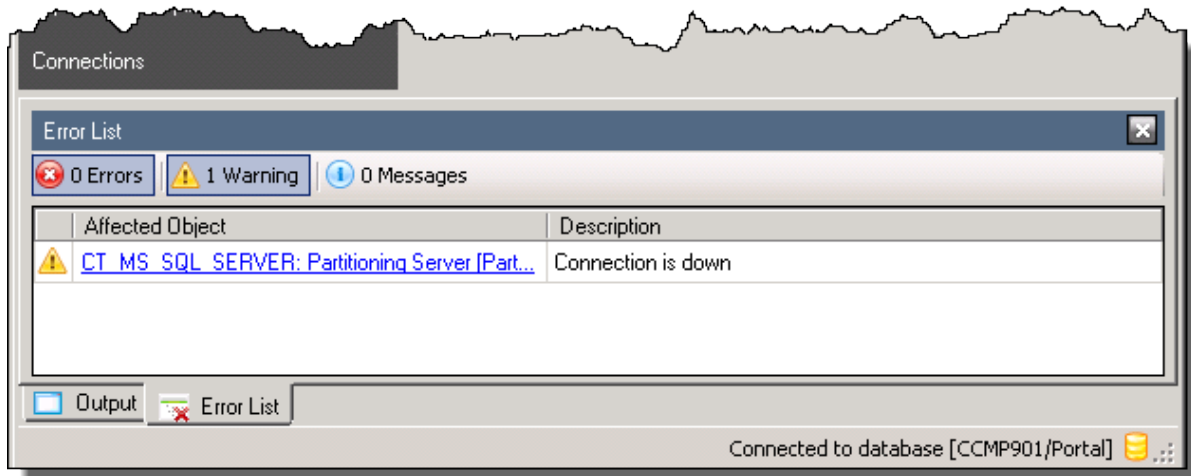 Connections
Error List
0 Errors 1 Warning 0 Messages
Affected Object Description
CT_MS_SQL_SERVER: Partitioning Server [Part... Connection is down
Output Error List
Connected to database [CCMP901/Portal]